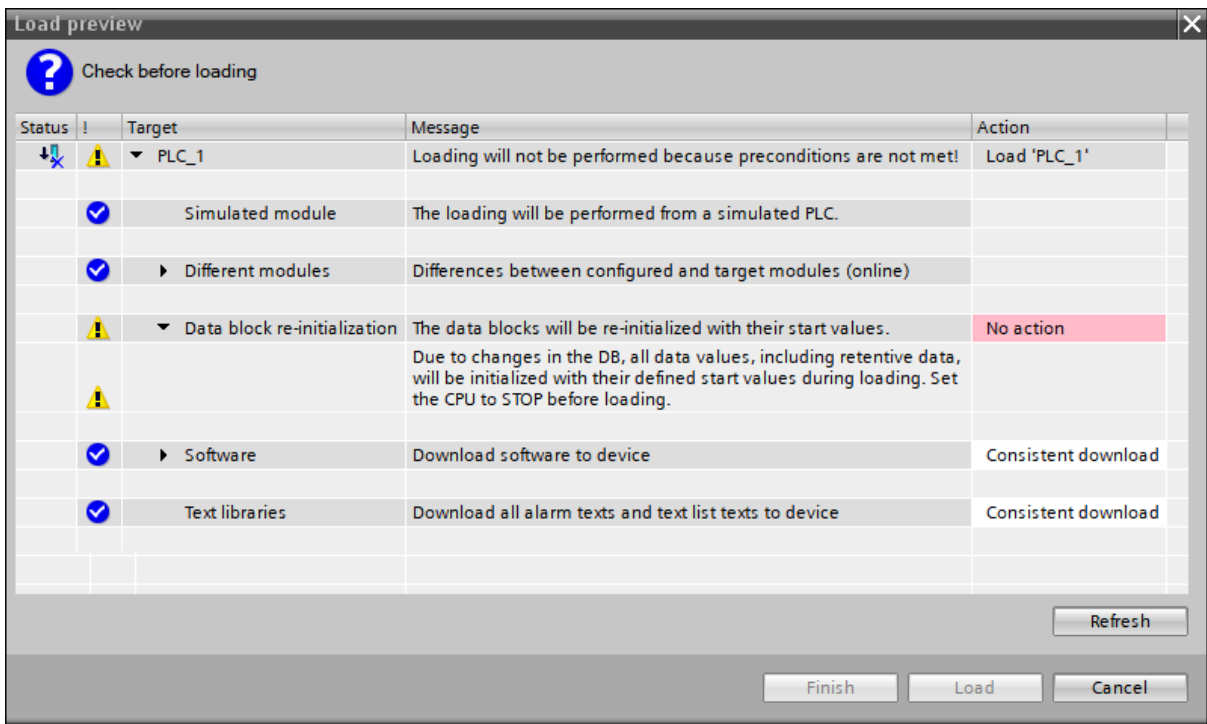 Load preview
Check before loading
Status ! Target Message Action
PLC_1 Loading will not be performed because preconditions are not met! Load 'PLC_1'
Simulated module The loading will be performed from a simulated PLC.
Different modules Differences between configured and target modules (online)
Data block re-initialization The data blocks will be re-initialized with their start values. No action
Due to changes in the DB, all data values, including retentive data,
will be initialized with their defined start values during loading. Set
the CPU to STOP before loading.
Software Download software to device Consistent download
Text libraries Download all alarm texts and text list texts to device Consistent download
Refresh
Finish Load Cancel